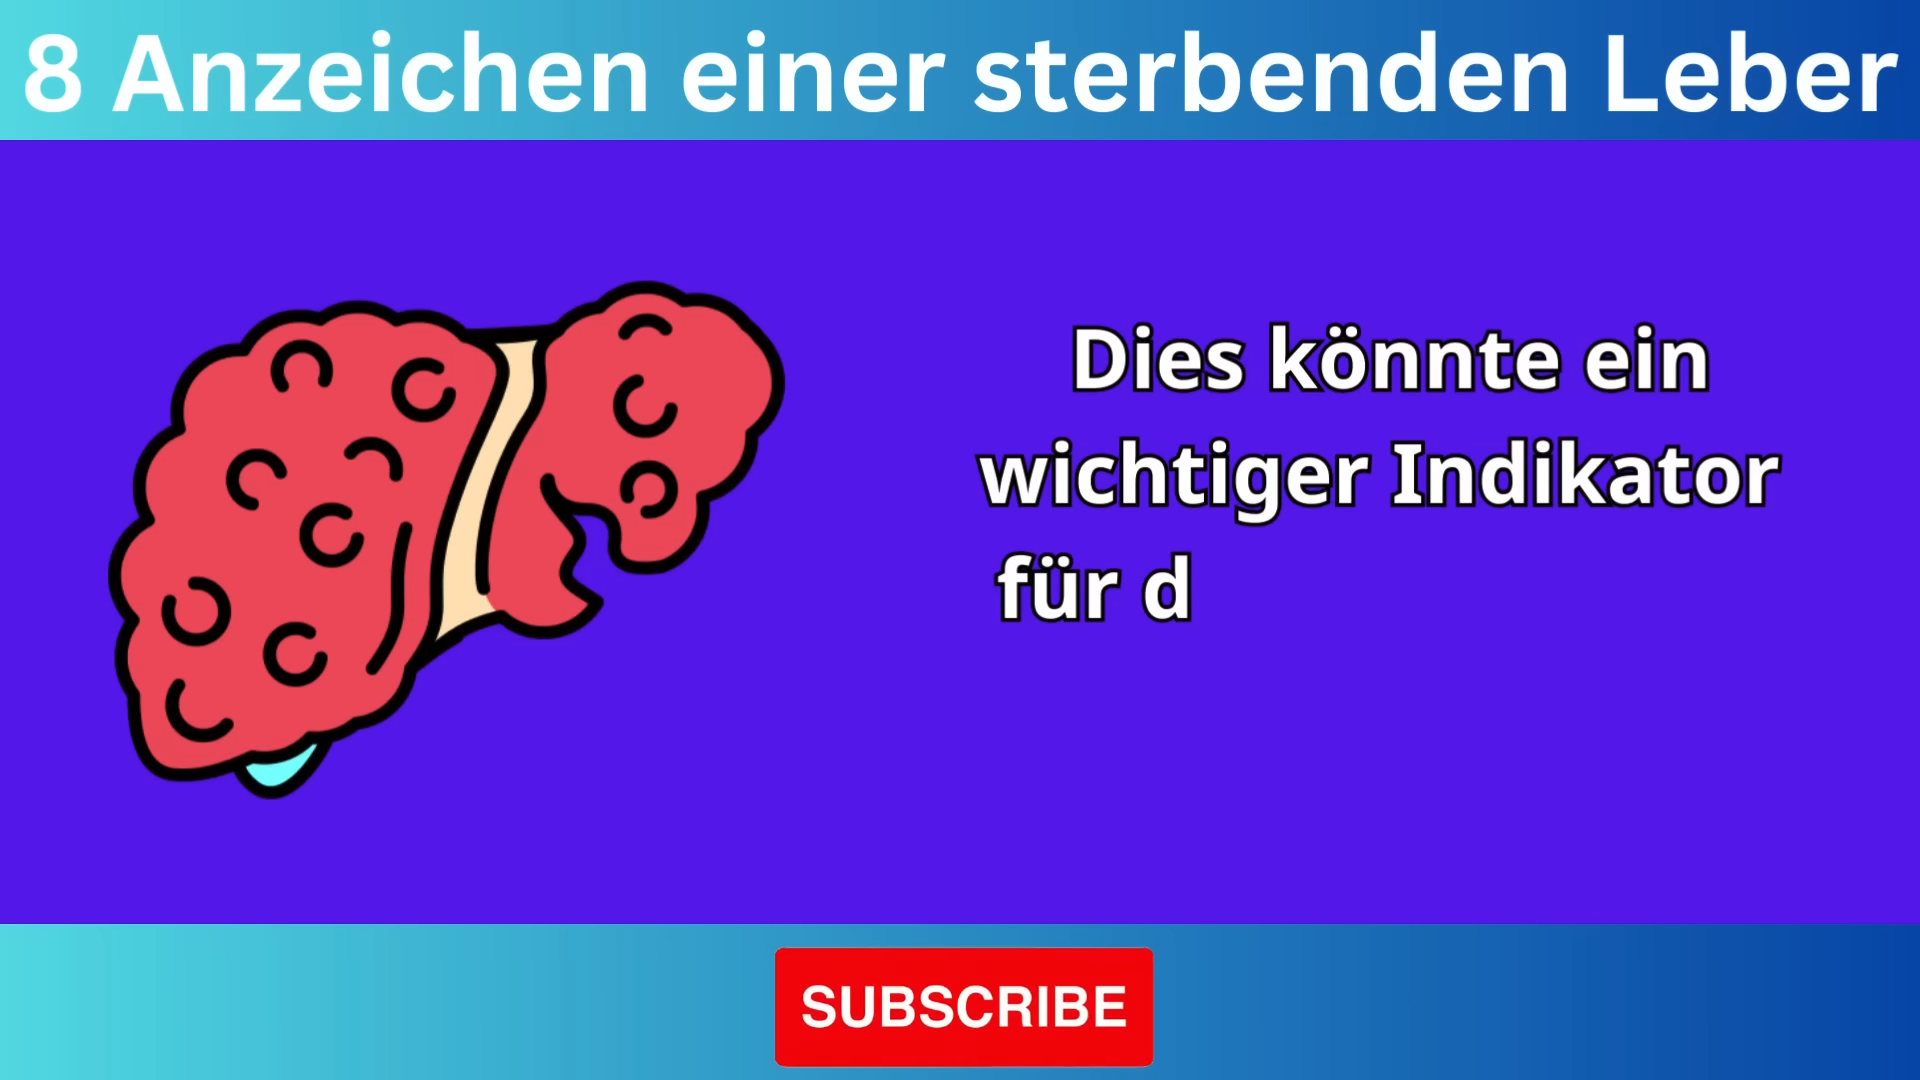 8 Anzeichen einer sterbenden Leber
Dies könnte ein
wichtiger Indikator
für d
SUBSCRIBE